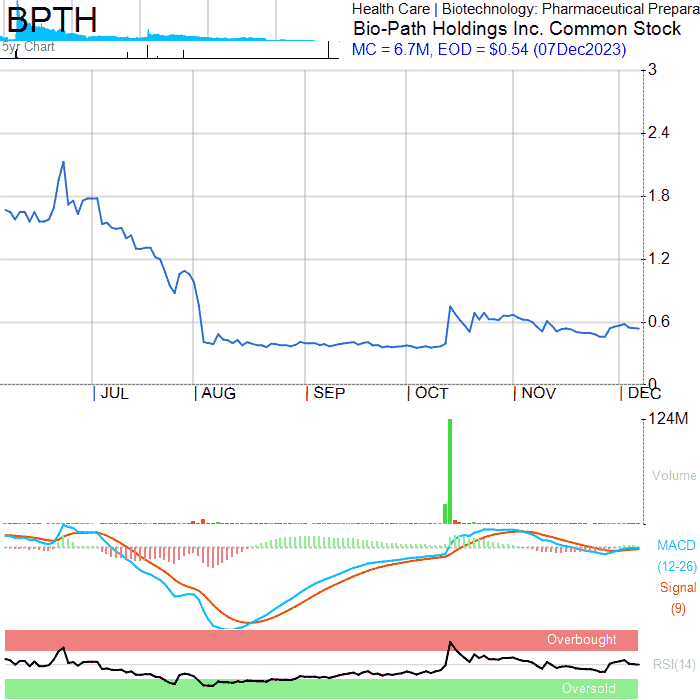 BPTH
5yr Chart
Health Care | Biotechnology: Pharmaceutical Prepara
Bio-Path Holdings Inc. Common Stock
MC = 6.7M, EOD = $0.54 (07Dec2023)
3
2.4
1.8
1.2
0.6
0
JUL
AUG
SEP
OCT
NOV
DEC
124M
Volume
MACD
(12-26)
Signal
(9)
Overbought
RSI(14)
Oversold